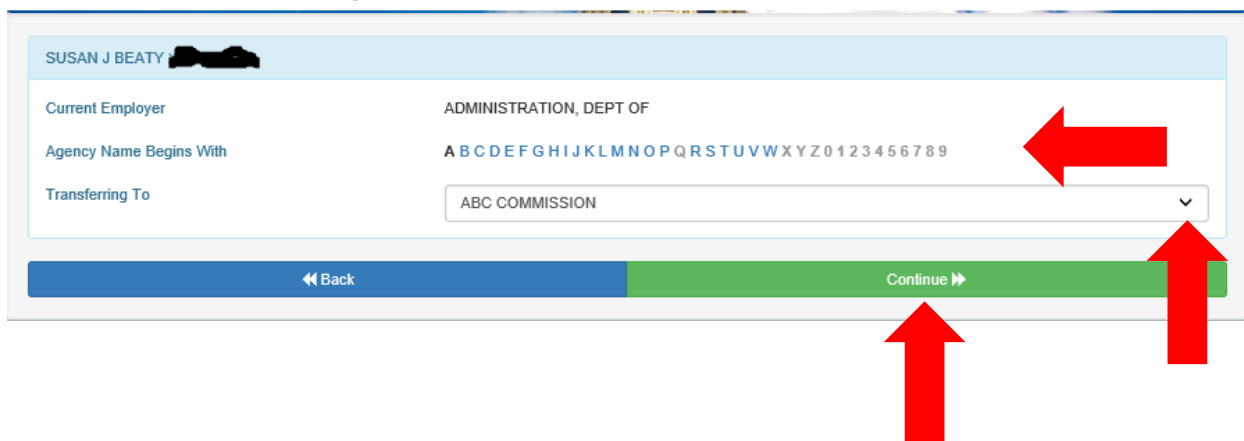 SUSAN J BEATY
Current Employer ADMINISTRATION, DEPT OF
Agency Name Begins With A B C D E F G H I J K L M N O P Q R S T U V W X Y Z 0 1 2 3 4 5 6 7 8 9
Transferring To ABC COMMISSION
Back Continue